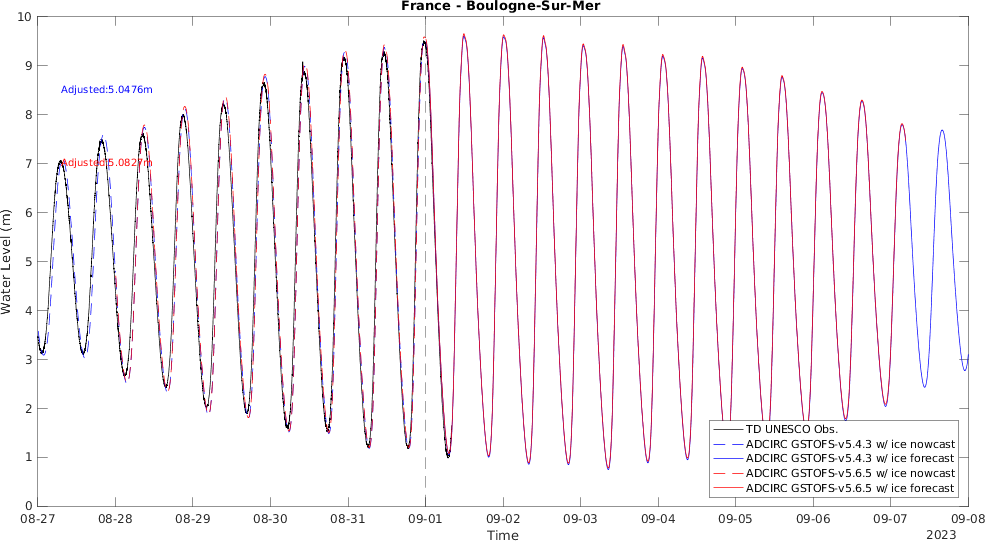 France - Boulogne-Sur-Mer
10
9
8
7
6
5
4
3
2
1
0
Water Level (m)
Adjusted:5.0476m
Adjusted:5.0827m
TD UNESCO Obs.
ADCIRC GSTOFS-v5.4.3 w/ ice nowcast
ADCIRC GSTOFS-v5.4.3 w/ ice forecast
ADCIRC GSTOFS-v5.6.5 w/ ice nowcast
ADCIRC GSTOFS-v5.6.5 w/ ice forecast
08-27 08-28 08-29 08-30 08-31 09-01 09-02 09-03 09-04 09-05 09-06 09-07 09-08
Time
2023